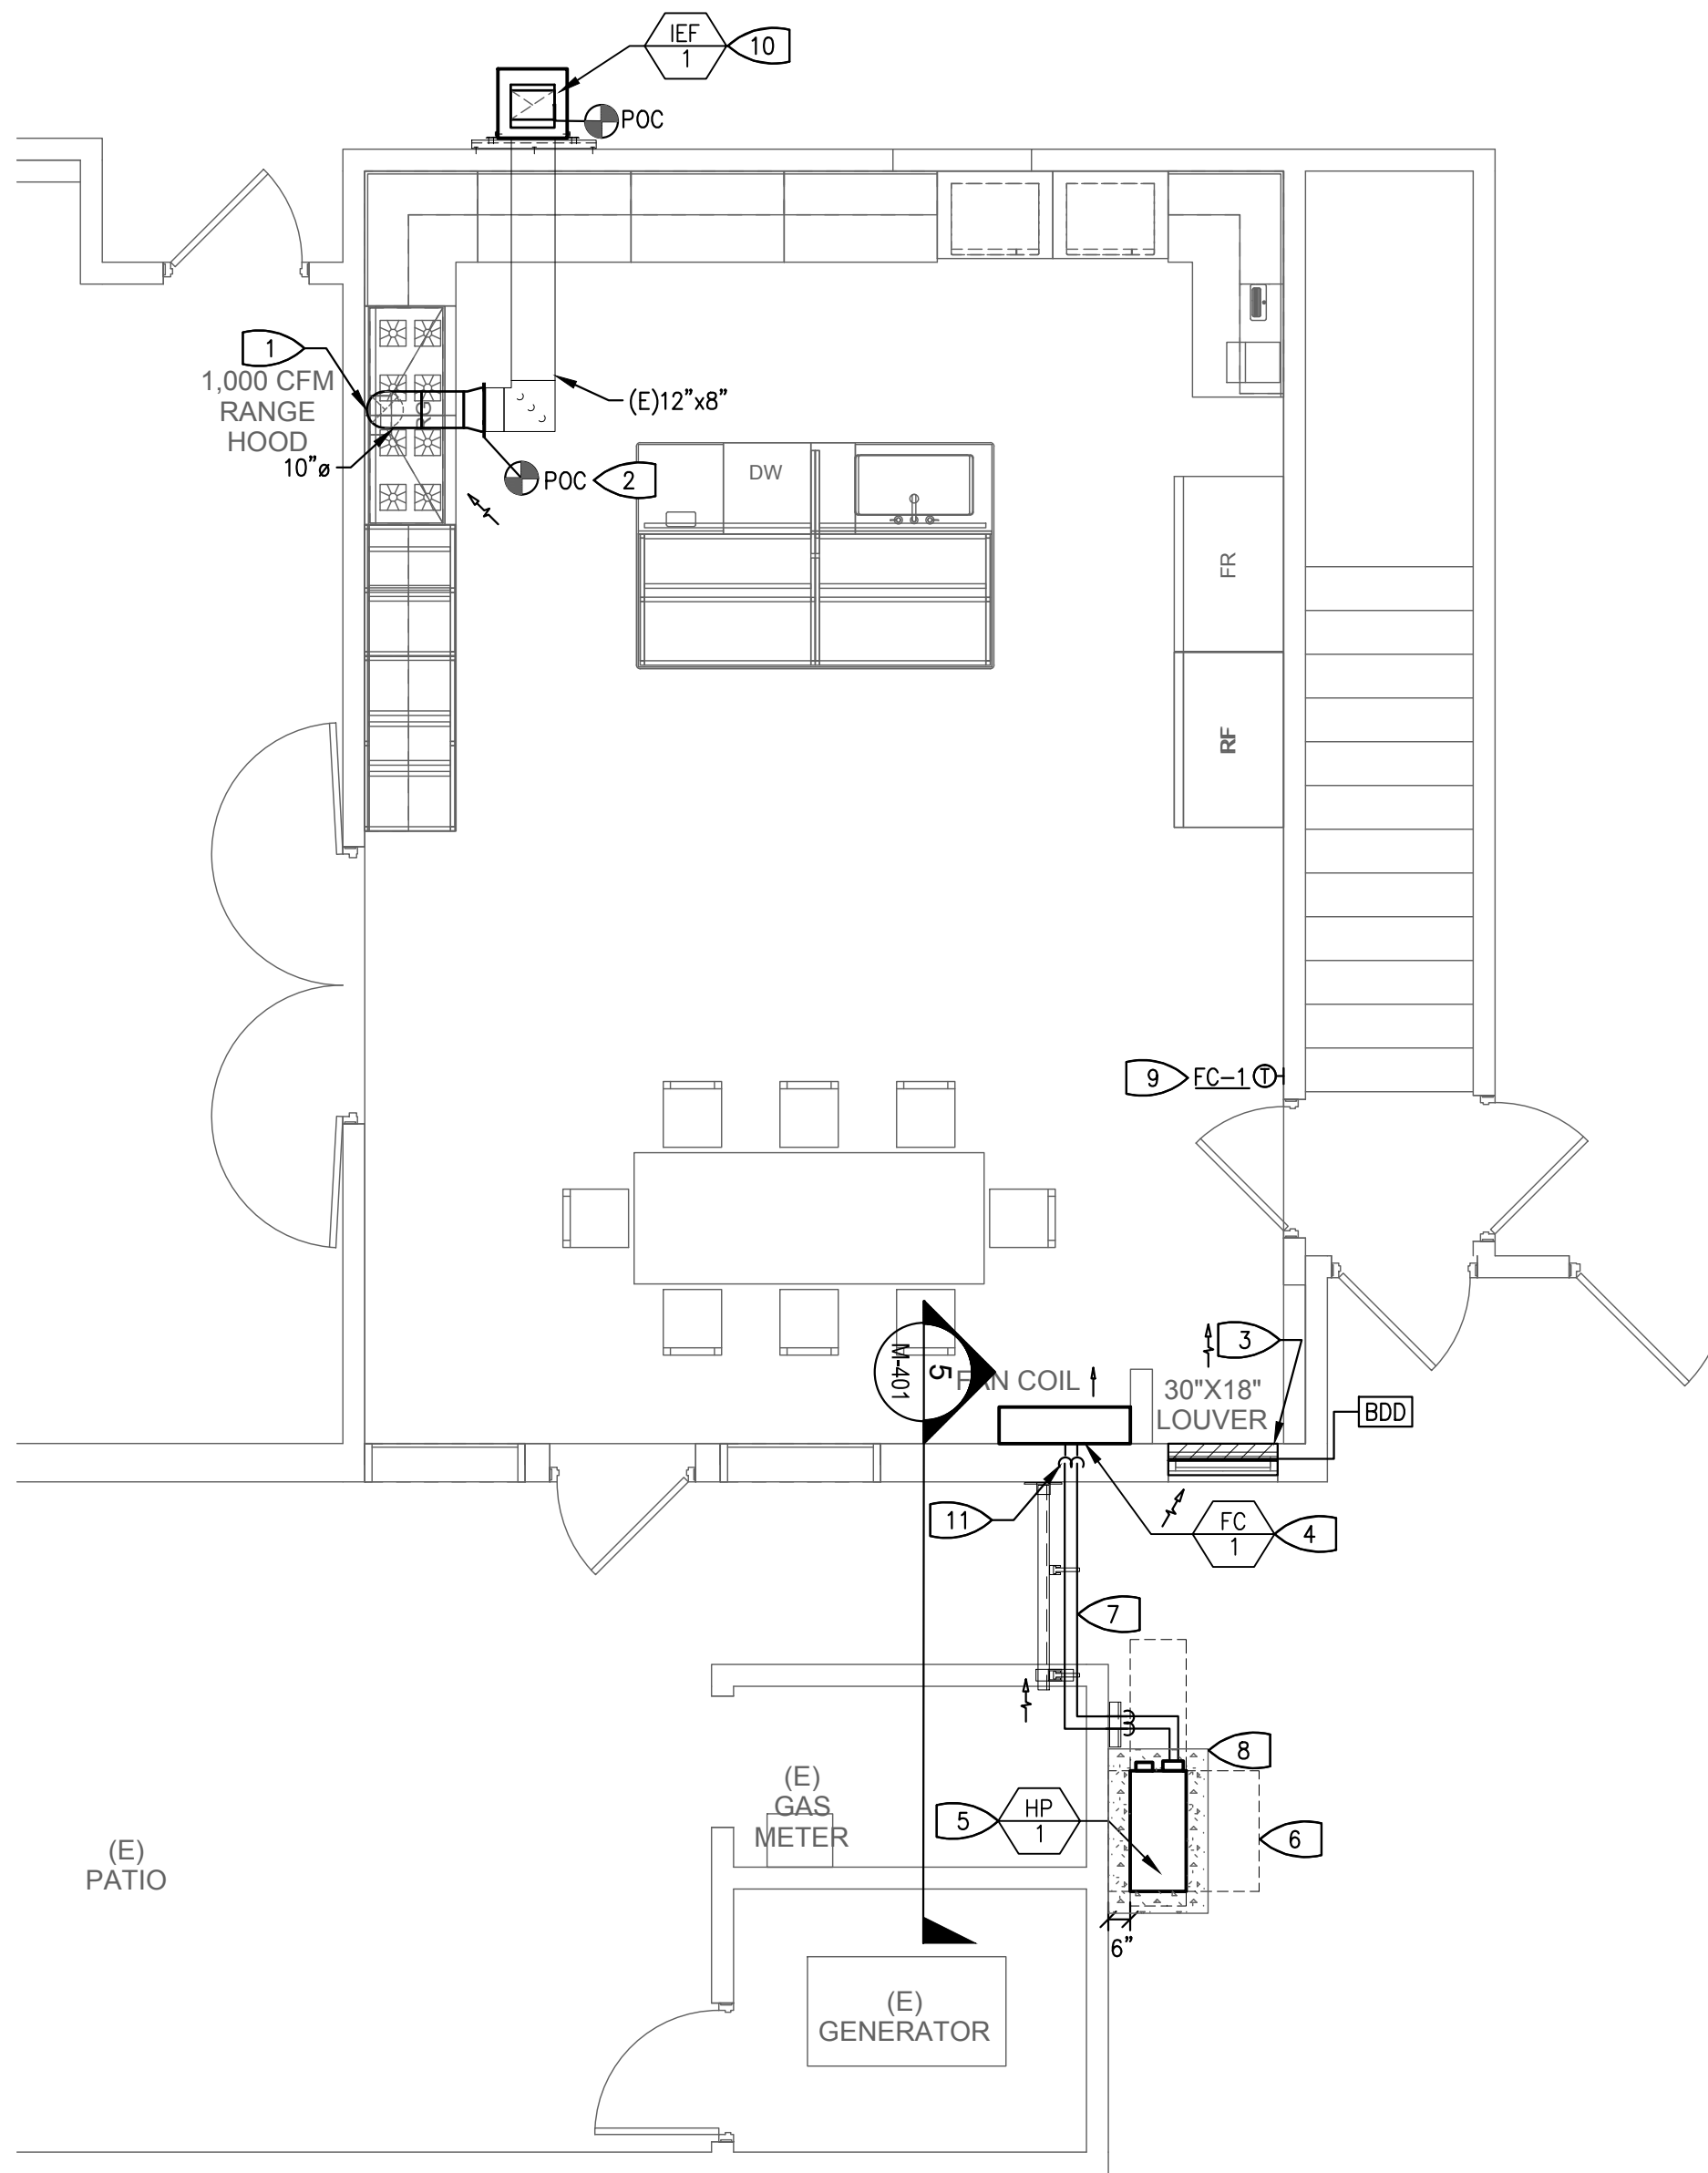 IEF
1
10
POC
1
1,000 CFM
RANGE
HOOD
RG
10"ø
(E)12"x8"
POC
2
DW
FR
RF
9
FC-1
T
5
M-401
FAN COIL
3
30"X18"
LOUVER
BDD
11
FC
1
4
7
8
(E)
GAS
METER
5
HP
1
6
(E)
PATIO
6"
(E)
GENERATOR